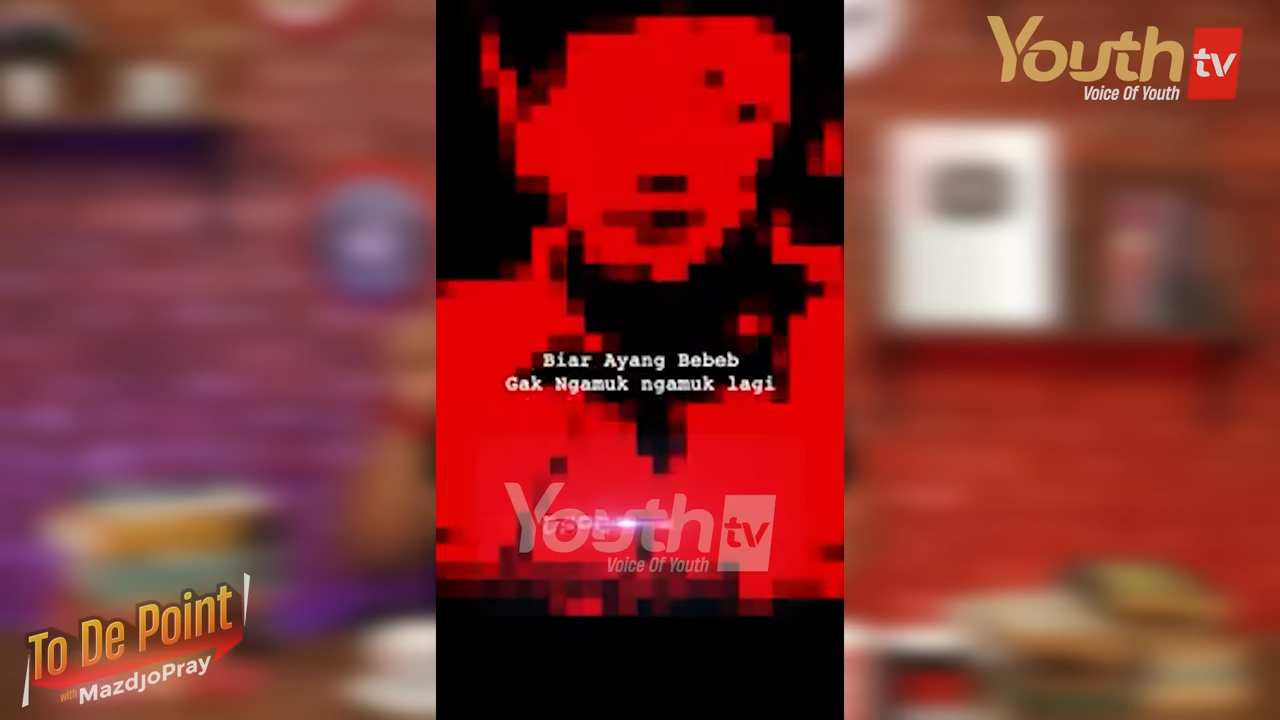 Youth tv
Voice Of Youth
Biar Ayang Bebeb
Gak Ngamuk ngamuk lagi
Youth tv
Voice Of Youth
To De Point
with MazdjoPray